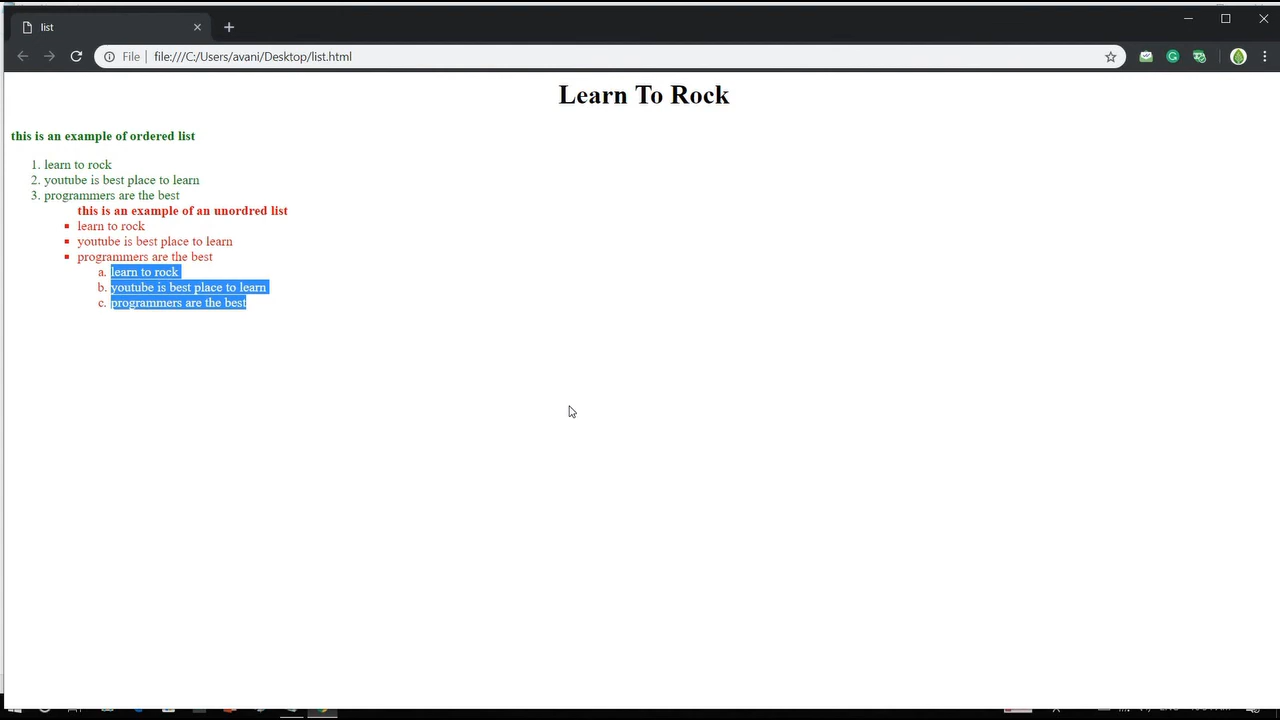 list
File
file:///C:/Users/avani/Desktop/list.html
Learn To Rock
this is an example of ordered list
1. learn to rock
2. youtube is best place to learn
3. programmers are the best
this is an example of an unordred list
learn to rock
youtube is best place to learn
programmers are the best
a. learn to rock
b. youtube is best place to learn
c. programmers are the best